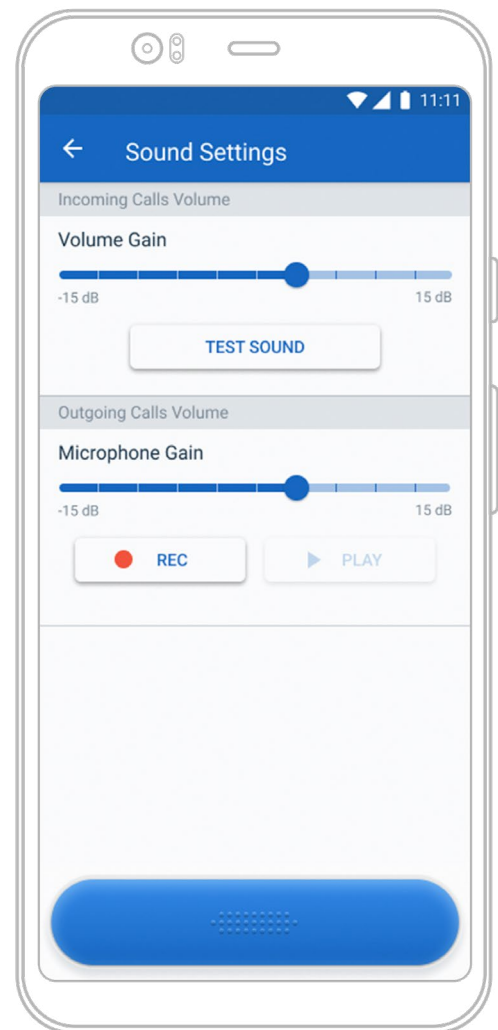 11:11
Sound Settings
Incoming Calls Volume
Volume Gain
-15 dB 15 dB
TEST SOUND
Outgoing Calls Volume
Microphone Gain
-15 dB 15 dB
REC PLAY